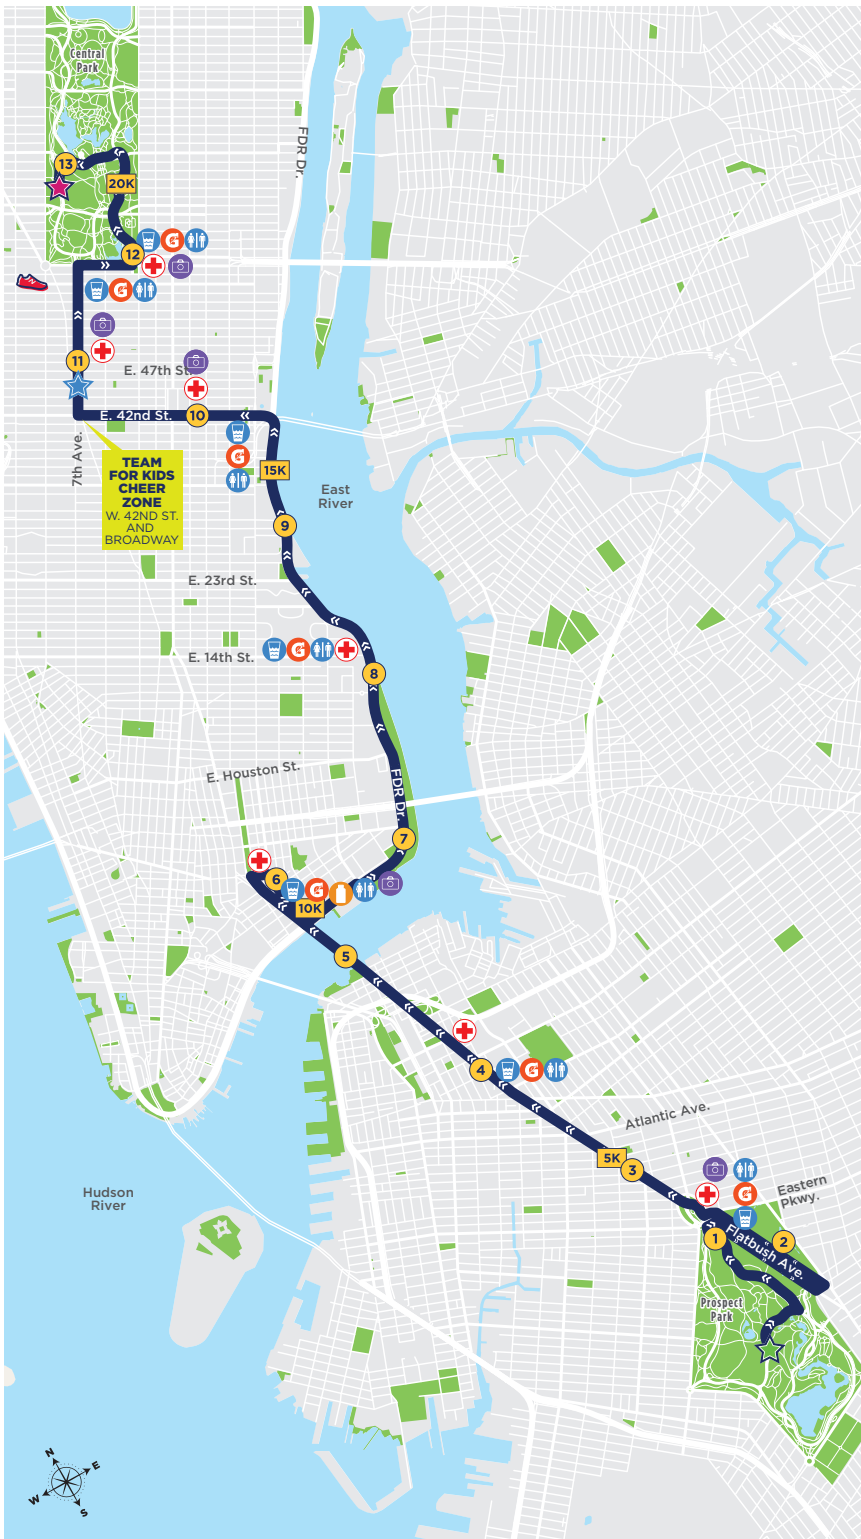 Central
Park
FDR Dr.
13
20K
G
12
G
11
E. 47th St.
E. 42nd St.
10
7th Ave.
G
15K
TEAM
FOR KIDS
CHEER
ZONE
W. 42ND ST.
AND
BROADWAY
East
River
9
E. 23rd St.
E. 14th St.
G
8
E. Houston St.
FDR Dr.
7
6
G
10K
5
4
G
Atlantic Ave.
5K
3
Hudson
River
G
Eastern
Pkwy.
1
Flatbush Ave.
2
Prospect
Park
N
E
W
S